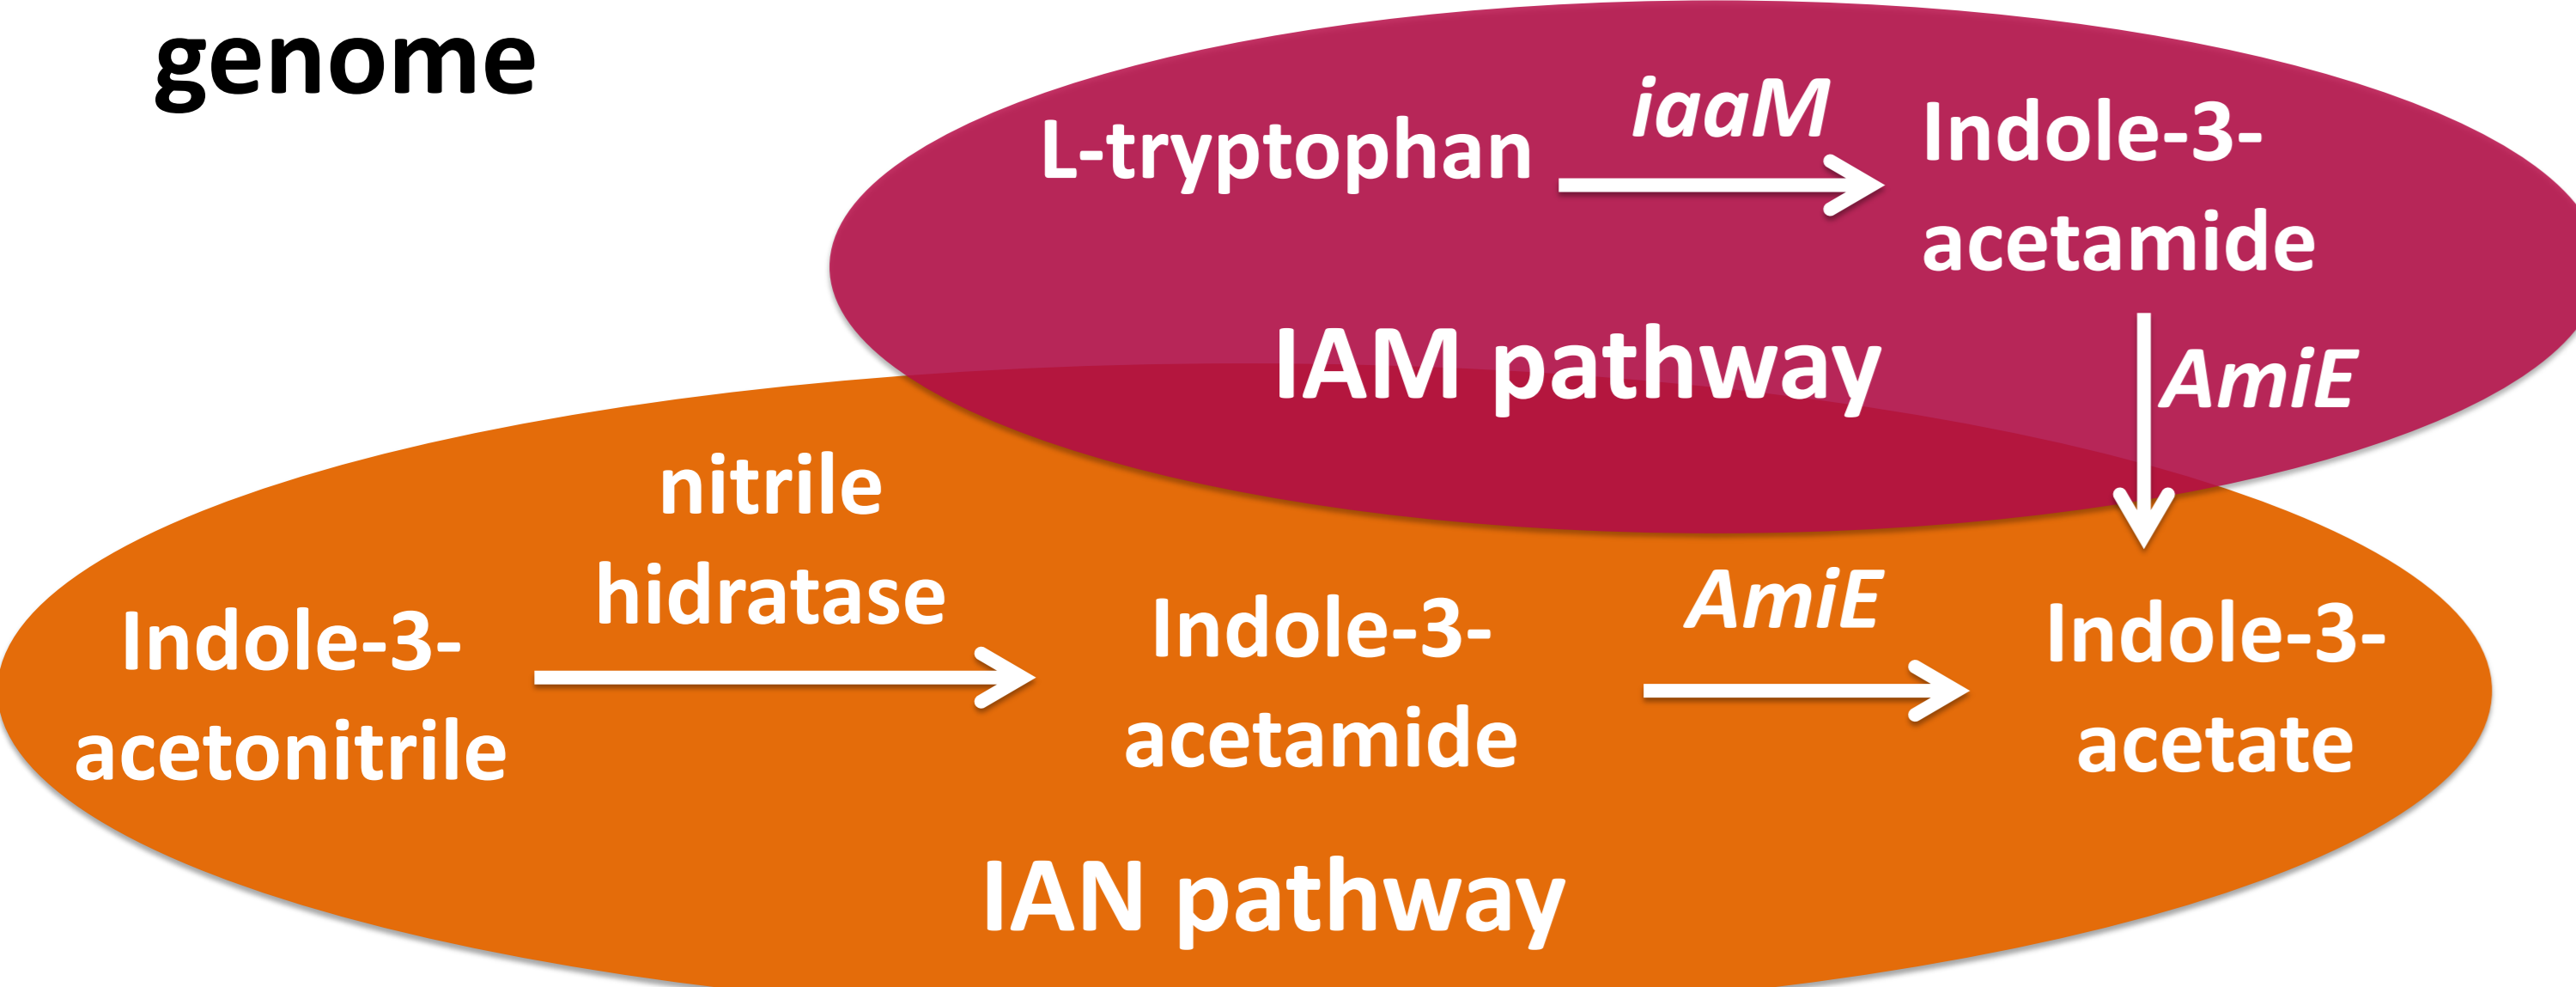 genome
L-tryptophan
iaaM
Indole-3-
acetamide
IAM pathway
AmiE
nitrile
hidratase
Indole-3-
acetonitrile
Indole-3-
acetamide
AmiE
Indole-3-
acetate
IAN pathway